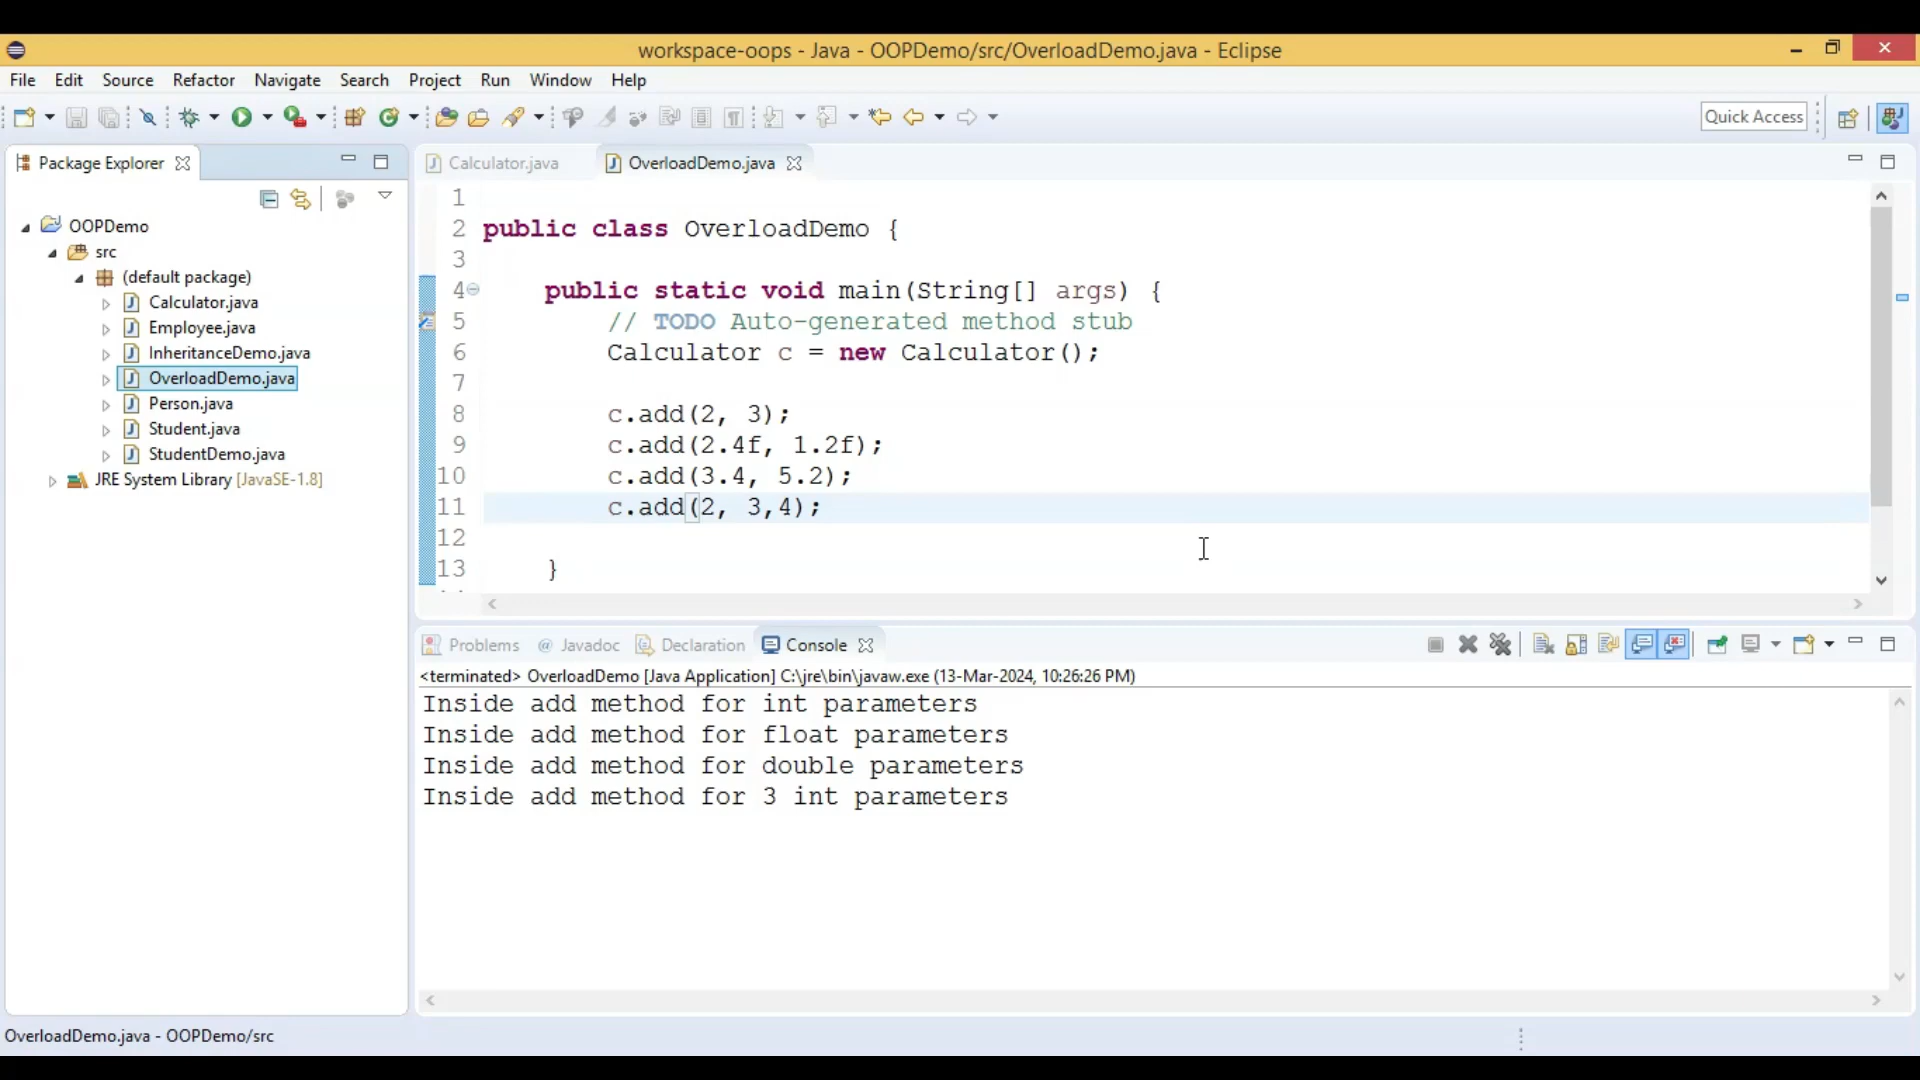 workspace-oops - Java - OOPDemo/src/OverloadDemo.java - Eclipse
File Edit Source Refactor Navigate Search Project Run Window Help
Quick Access
Package Explorer
OOPDemo
src
(default package)
Calculator.java
Employee.java
InheritanceDemo.java
OverloadDemo.java
Person.java
Student.java
StudentDemo.java
JRE System Library [JavaSE-1.8]
Calculator.java OverloadDemo.java
1
2 public class OverloadDemo {
3
4 public static void main(String[] args) {
5 // TODO Auto-generated method stub
6 Calculator c = new Calculator();
7
8 c.add(2, 3);
9 c.add(2.4f, 1.2f);
10 c.add(3.4, 5.2);
11 c.add(2, 3,4);
12
13 }
Problems @ Javadoc Declaration Console
<terminated> OverloadDemo [Java Application] C:\jre\bin\javaw.exe (13-Mar-2024, 10:26:26 PM)
Inside add method for int parameters
Inside add method for float parameters
Inside add method for double parameters
Inside add method for 3 int parameters
OverloadDemo.java - OOPDemo/src